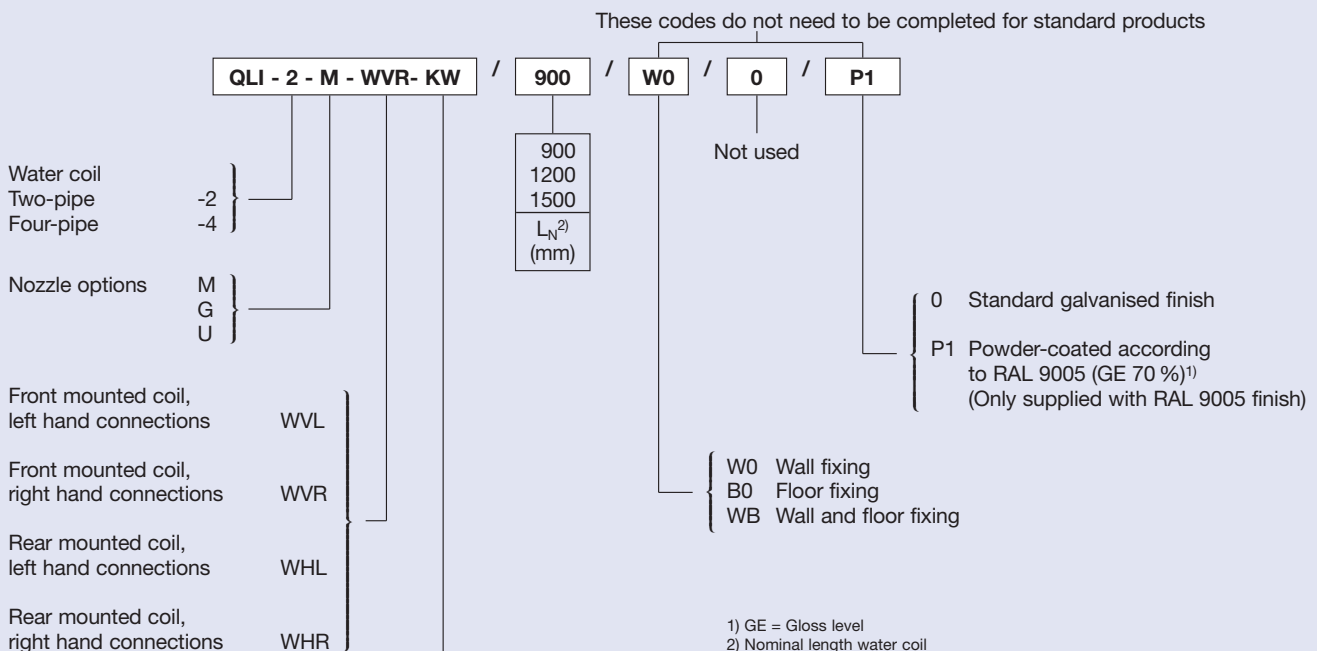 These codes do not need to be completed for standard products
QLI - 2 - M - WVR- KW / 900 / W0 / 0 / P1
900
1200
1500
LN2)
(mm)
Not used
Water coil
Two-pipe -2
Four-pipe -4
Nozzle options M
G
U
0 Standard galvanised finish
P1 Powder-coated according
to RAL 9005 (GE 70 %)1)
(Only supplied with RAL 9005 finish)
Front mounted coil,
left hand connections WVL
Front mounted coil,
right hand connections WVR
Rear mounted coil,
left hand connections WHL
Rear mounted coil,
right hand connections WHR
W0 Wall fixing
B0 Floor fixing
WB Wall and floor fixing
1) GE = Gloss level
2) Nominal length water coil